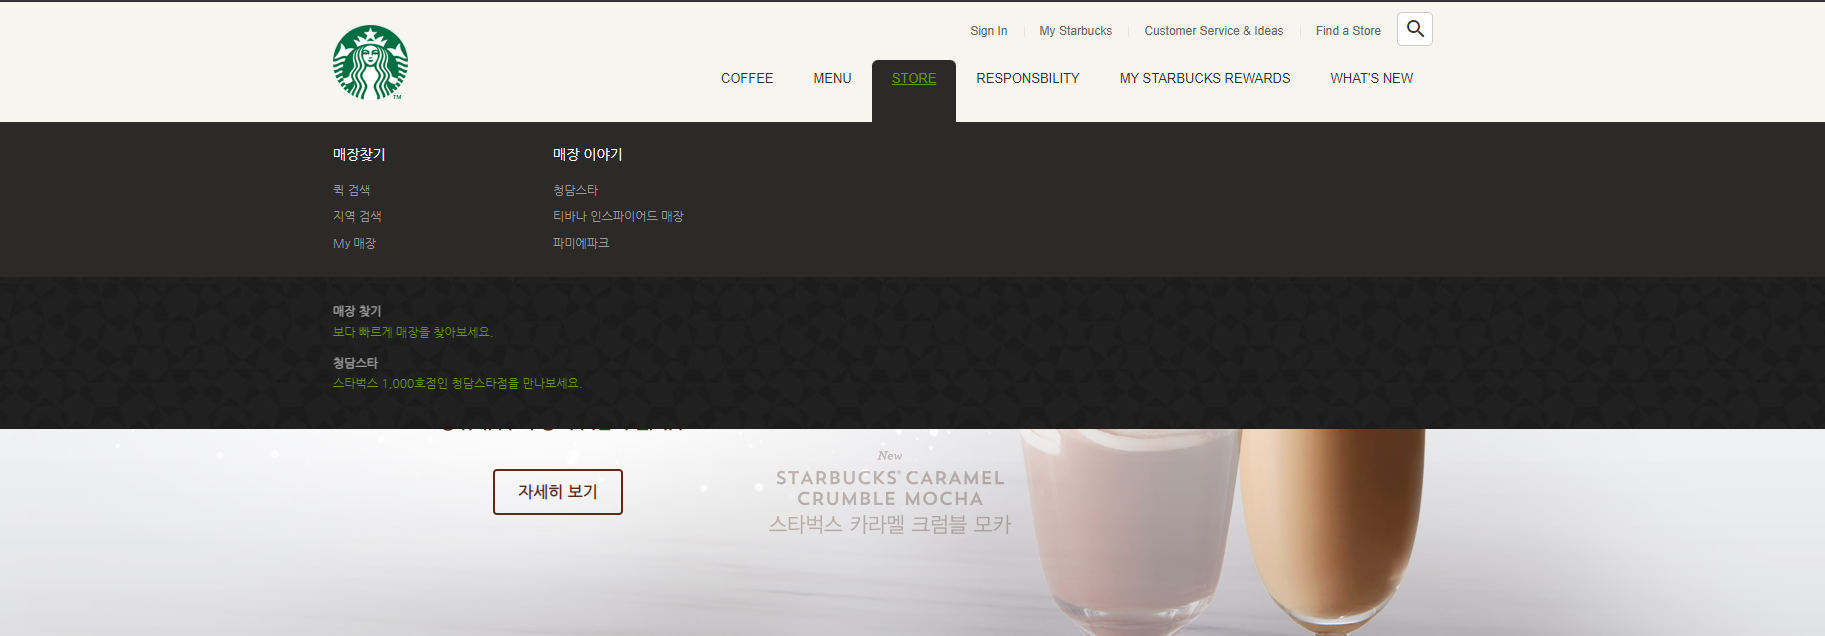 Sign In
My Starbucks
Customer Service & Ideas
Find a Store
COFFEE
MENU
STORE
RESPONSBILITY
MY STARBUCKS REWARDS
WHAT'S NEW
TM
매장찾기
퀵 검색
지역 검색
My 매장
매장 이야기
청담스타
티바나 인스파이어드 매장
파미에파크
매장 찾기
보다 빠르게 매장을 찾아보세요.
청담스타
스타벅스 1,000호점인 청담스타점을 만나보세요.
자세히 보기
New
STARBUCKS® CARAMEL
CRUMBLE MOCHA
스타벅스 카라멜 크럼블 모카